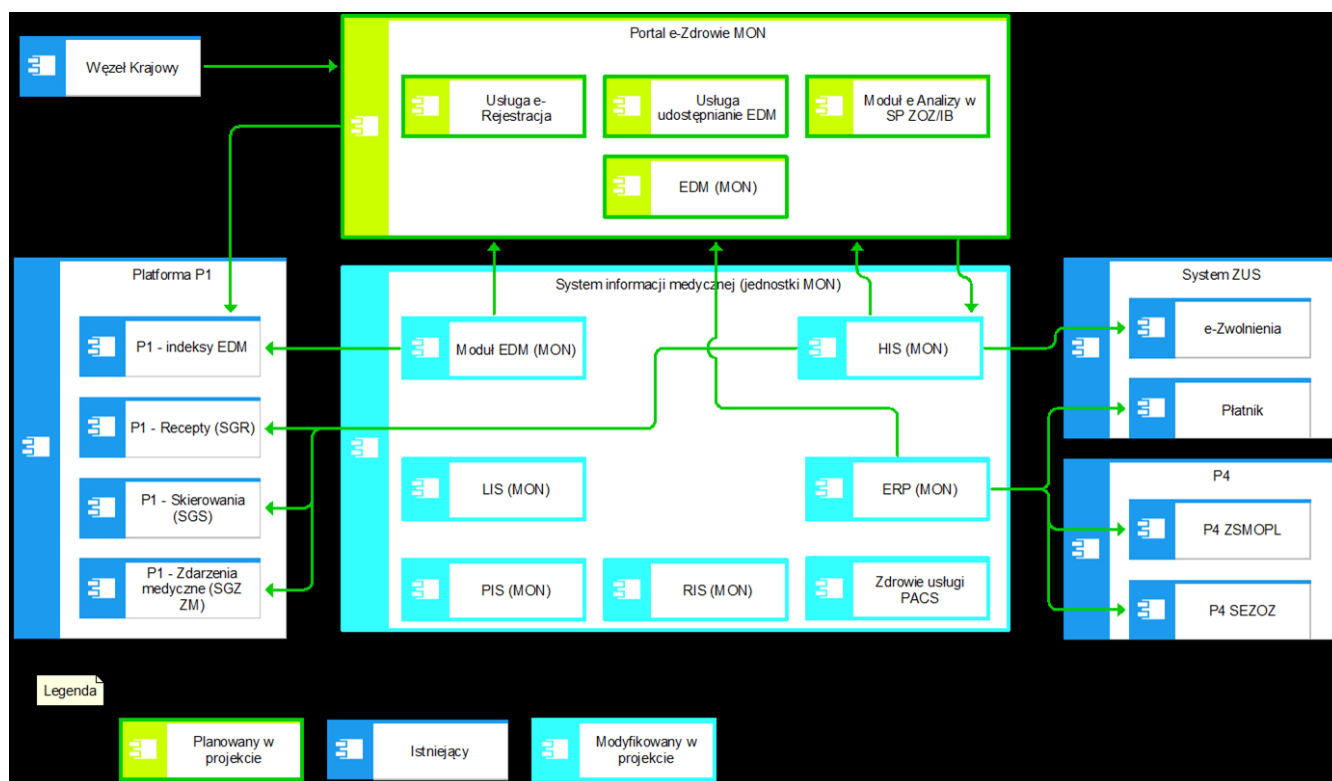 Portal e-Zdrowie MON
Węzeł Krajowy
Usługa e-
Rejestracja
Usługa
udostępnianie EDM
Moduł e Analizy w
SP ZOZ/IB
EDM (MON)
Platforma P1
P1 - indeksy EDM
P1 - Recepty (SGR)
P1 - Skierowania
(SGS)
P1 - Zdarzenia
medyczne (SGZ
ZM)
System informacji medycznej (jednostki MON)
Moduł EDM (MON)
HIS (MON)
LIS (MON)
ERP (MON)
PIS (MON)
RIS (MON)
Zdrowie usługi
PACS
System ZUS
e-Zwolnienia
Płatnik
P4
P4 ZSMOPL
P4 SEZOZ
Legenda
Planowany w
projekcie
Istniejący
Modyfikowany w
projekcie